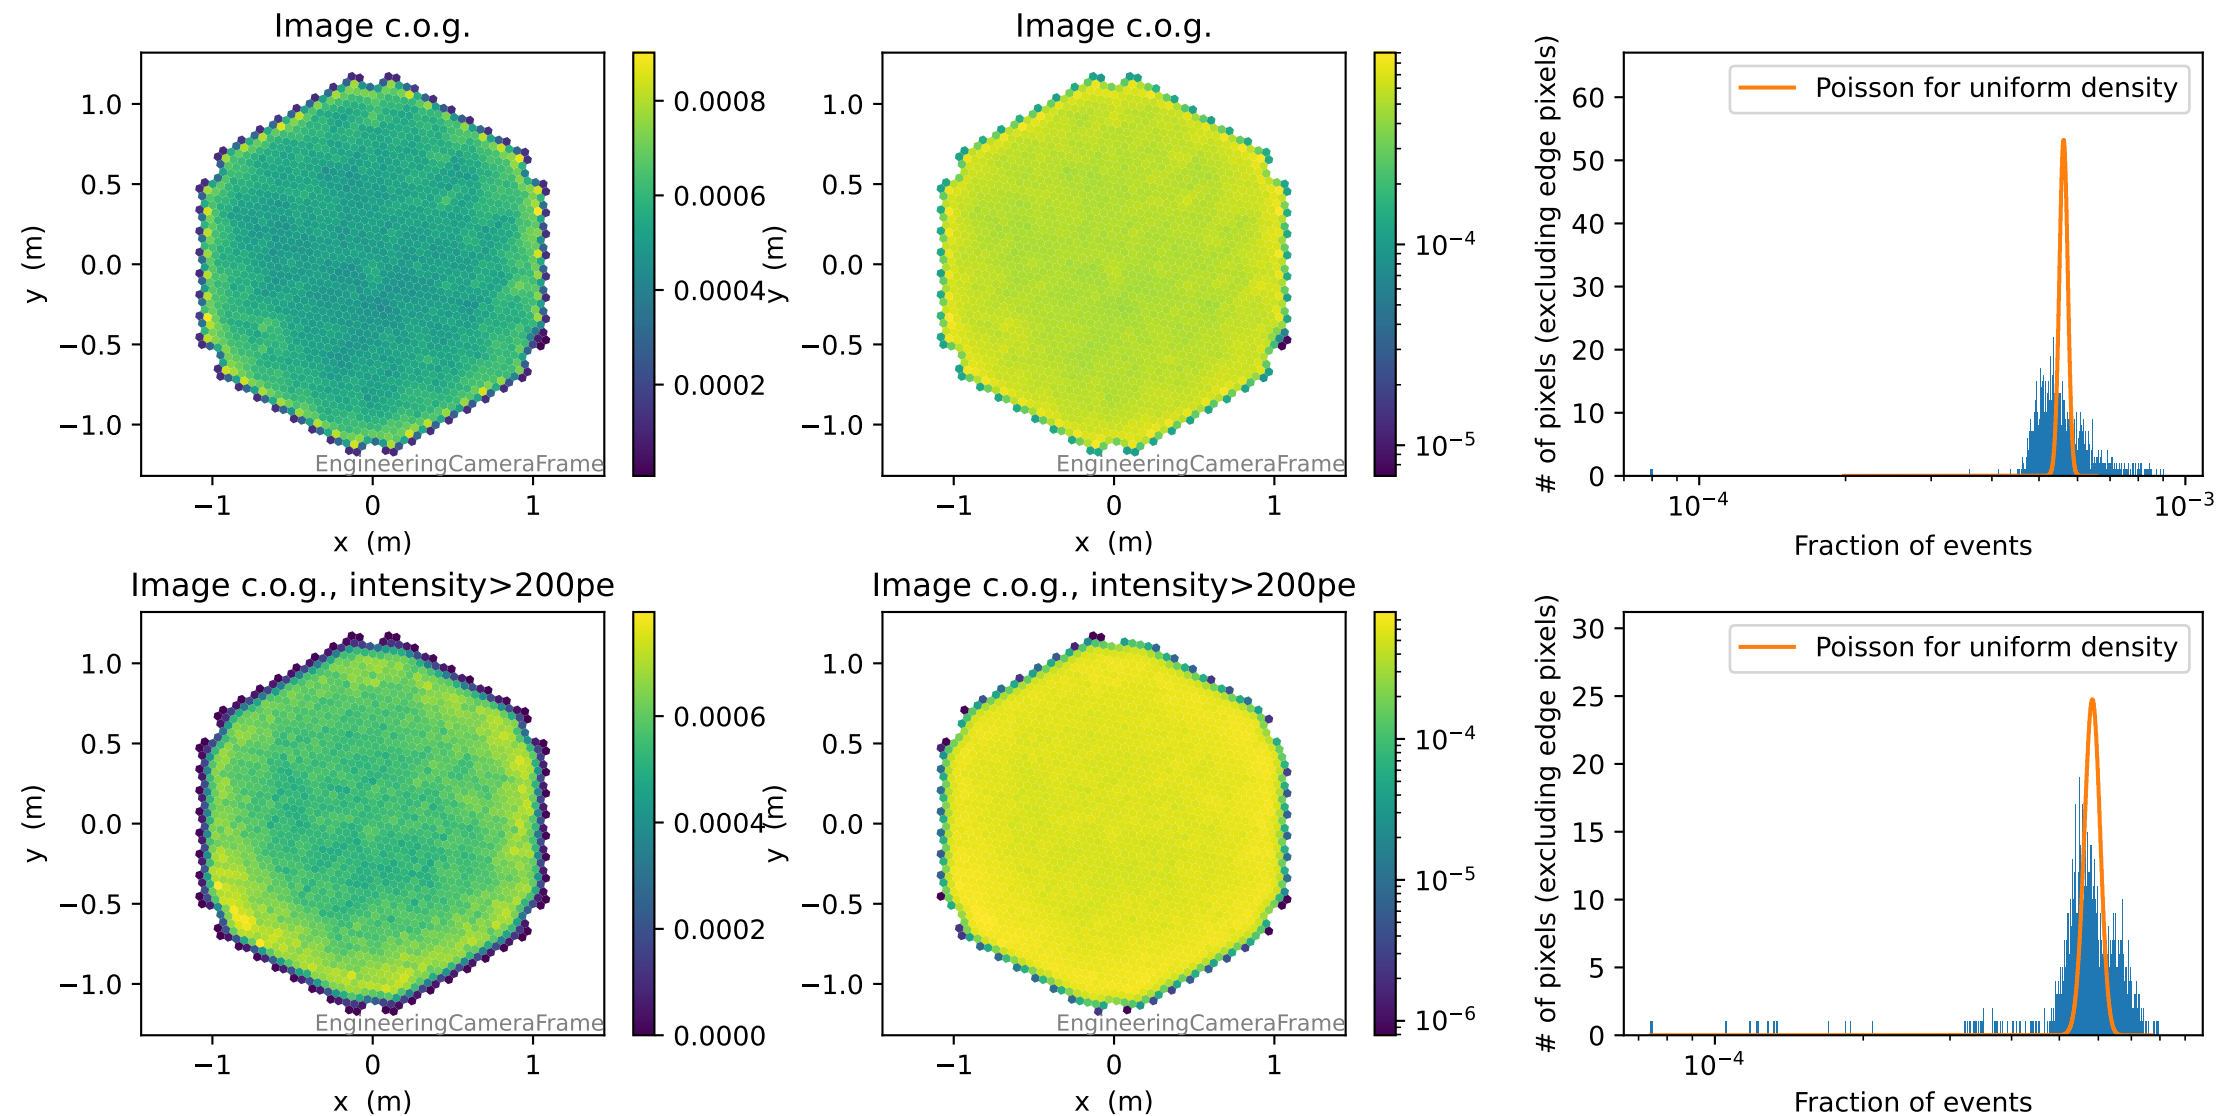 Image c.o.g.
1.0
0.5
0.0
−0.5
−1.0
y (m)
−1
0
1
x (m)
EngineeringCameraFrame
0.0008
0.0006
0.0004
0.0002
Image c.o.g.
1.0
0.5
0.0
−0.5
−1.0
y (m)
−1
0
1
x (m)
EngineeringCameraFrame
10⁻⁴
10⁻⁵
# of pixels (excluding edge pixels)
60
50
40
30
20
10
0
Poisson for uniform density
10⁻⁴
10⁻³
Fraction of events
Image c.o.g., intensity>200pe
1.0
0.5
0.0
−0.5
−1.0
y (m)
−1
0
1
x (m)
EngineeringCameraFrame
0.0006
0.0004
0.0002
0.0000
Image c.o.g., intensity>200pe
1.0
0.5
0.0
−0.5
−1.0
y (m)
−1
0
1
x (m)
EngineeringCameraFrame
10⁻⁴
10⁻⁵
10⁻⁶
# of pixels (excluding edge pixels)
30
25
20
15
10
5
0
Poisson for uniform density
10⁻⁴
Fraction of events